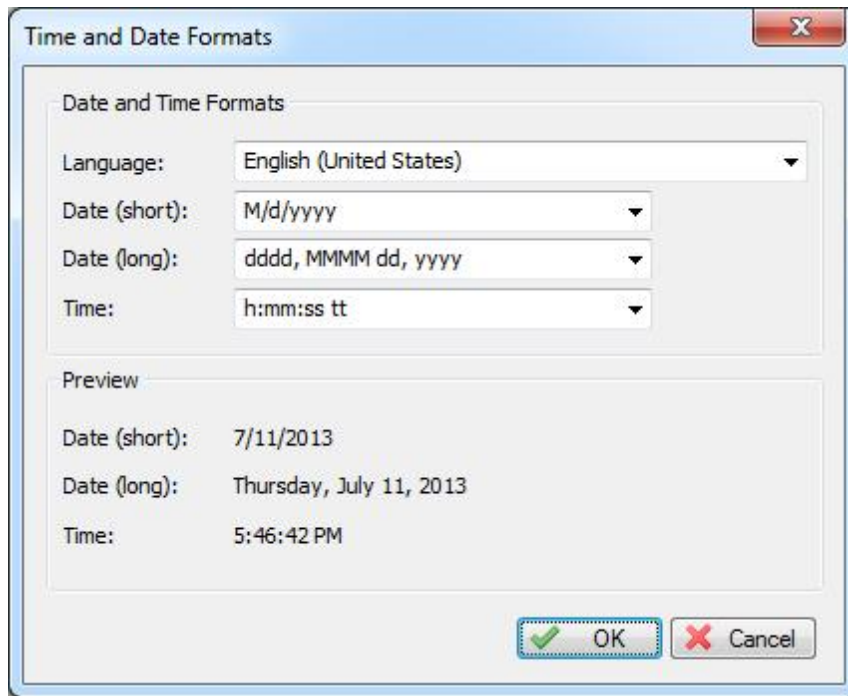 Time and Date Formats
Date and Time Formats
Language: English (United States)
Date (short): M/d/yyyy
Date (long): dddd, MMMM dd, yyyy
Time: h:mm:ss tt
Preview
Date (short): 7/11/2013
Date (long): Thursday, July 11, 2013
Time: 5:46:42 PM
OK Cancel